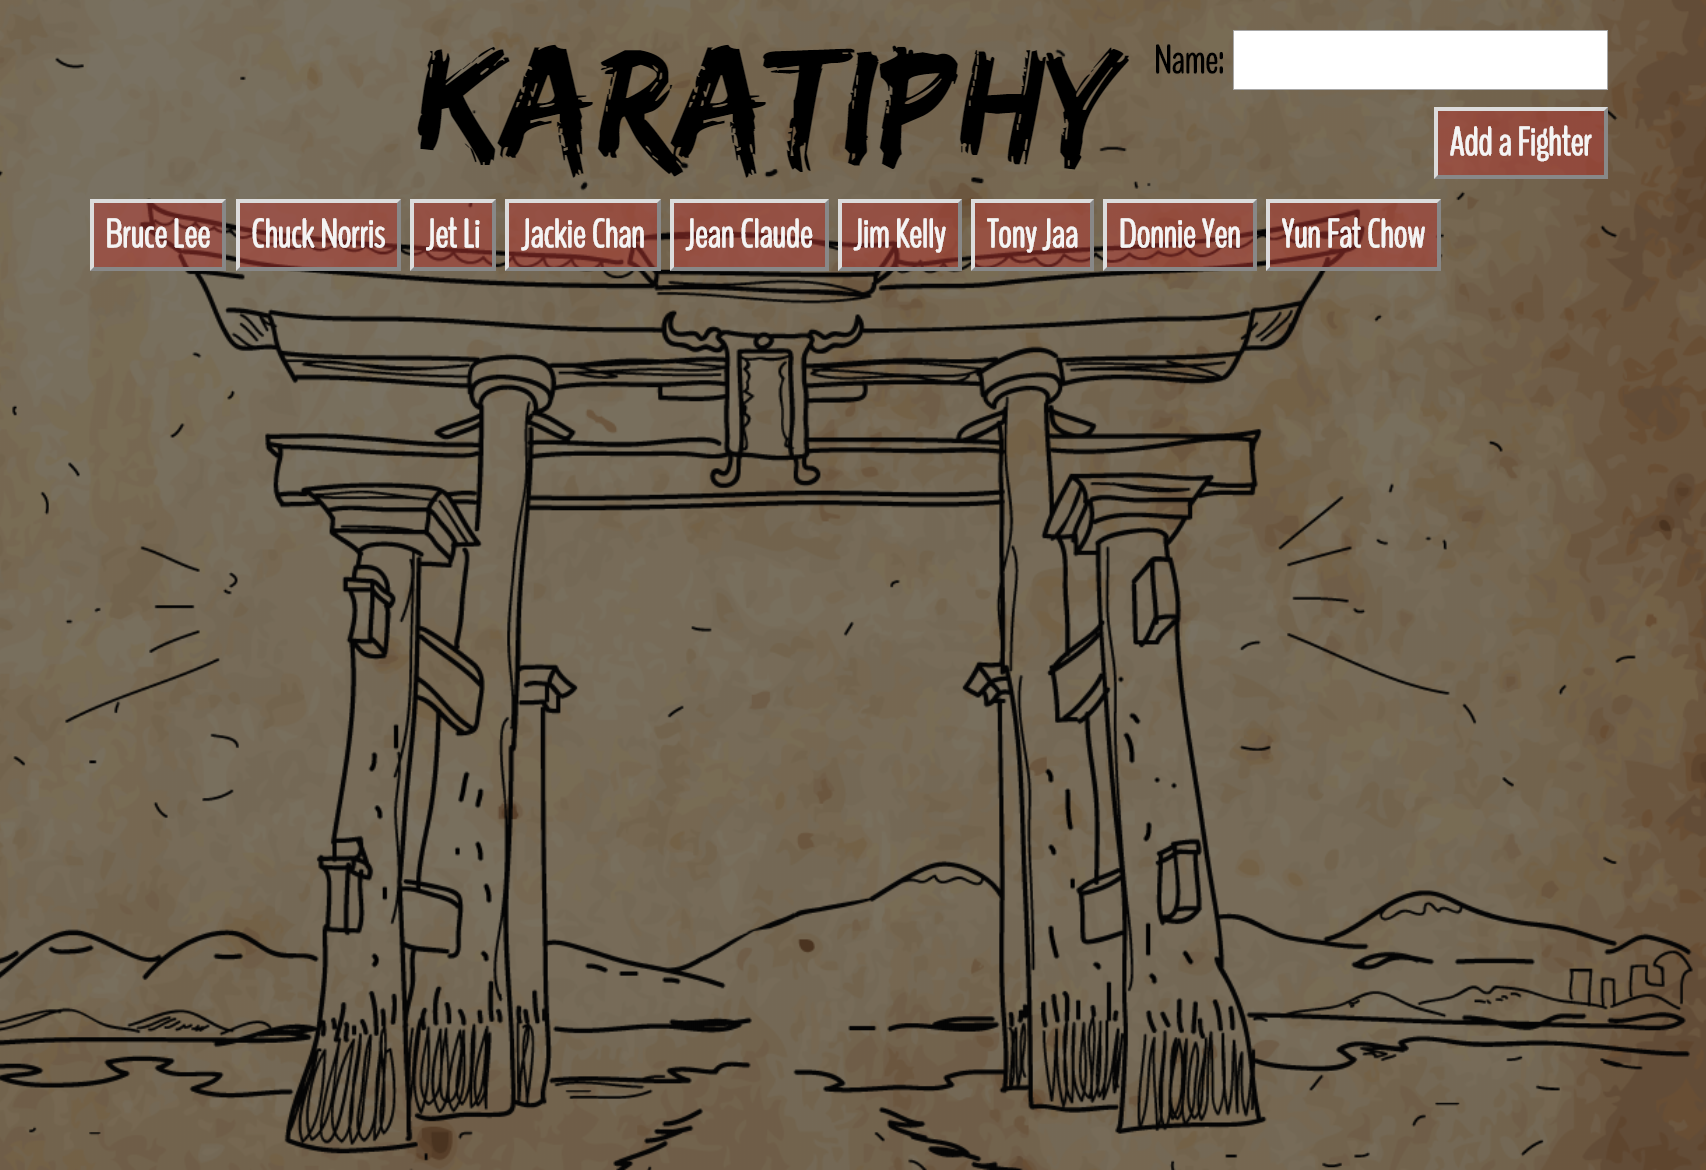 KARATIPHY
Name:
Add a Fighter
Bruce Lee Chuck Norris Jet Li Jackie Chan Jean Claude Jim Kelly Tony Jaa Donnie Yen Yun Fat Chow